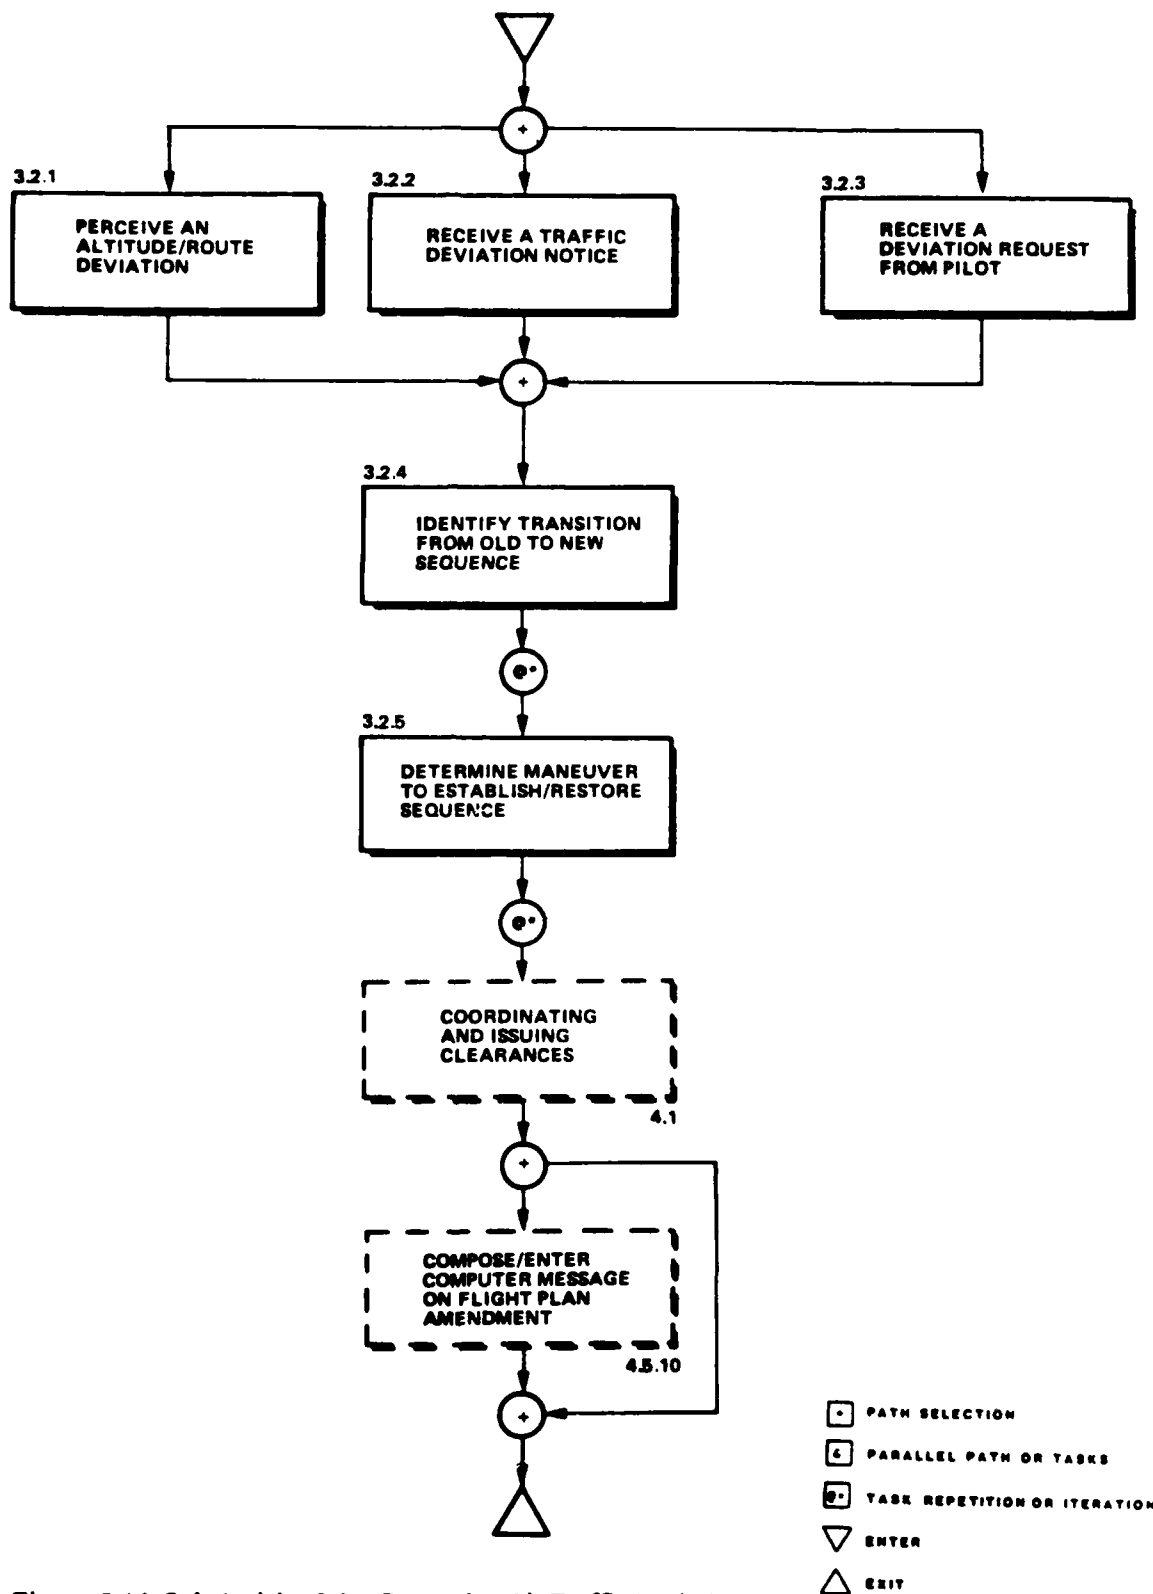 +
3.2.1
PERCEIVE AN
ALTITUDE/ROUTE
DEVIATION
3.2.2
RECEIVE A TRAFFIC
DEVIATION NOTICE
3.2.3
RECEIVE A
DEVIATION REQUEST
FROM PILOT
+
3.2.4
IDENTIFY TRANSITION
FROM OLD TO NEW
SEQUENCE
@*
3.2.5
DETERMINE MANEUVER
TO ESTABLISH/RESTORE
SEQUENCE
@*
COORDINATING
AND ISSUING
CLEARANCES
4.1
+
COMPOSE/ENTER
COMPUTER MESSAGE
ON FLIGHT PLAN
AMENDMENT
4.5.10
+
+ PATH SELECTION
& PARALLEL PATH OR TASKS
@* TASK REPETITION OR ITERATION
ENTER
EXIT